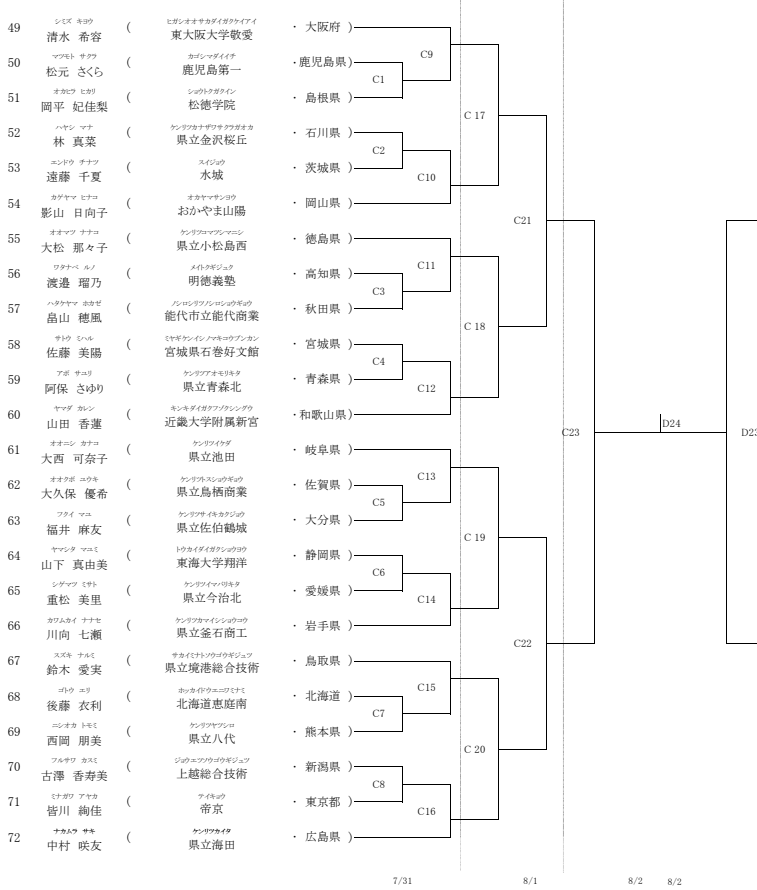 シミズ キヨウ ヒガシオオサカダイガクケイアイ
49 清水 希容 ( 東大阪大学敬愛 ・ 大阪府 )
マツモト サクラ カゴシマダイイチ
50 松元 さくら ( 鹿児島第一 ・鹿児島県)
オカヒラ ヒカリ ショウトクガクイン
51 岡平 妃佳梨 ( 松徳学院 ・ 島根県 )
ハヤシ マナ ケンリツカナザワサクラガオカ
52 林 真菜 ( 県立金沢桜丘 ・ 石川県 )
エンドウ チナツ スイジョウ
53 遠藤 千夏 ( 水城 ・ 茨城県 )
カゲヤマ ヒナコ オカヤマサンヨウ
54 影山 日向子 ( おかやま山陽 ・ 岡山県 )
オオマツ ナナコ ケンリツコマツシマニシ
55 大松 那々子 ( 県立小松島西 ・ 徳島県 )
ワタナベ ルノ メイトクギジュク
56 渡邉 瑠乃 ( 明徳義塾 ・ 高知県 )
ハタケヤマ ホカゼ ノシロシリツノシロショウギョウ
57 畠山 穂風 ( 能代市立能代商業 ・ 秋田県 )
サトウ ミハル ミヤギケンイシノマキコウブンカン
58 佐藤 美陽 ( 宮城県石巻好文館 ・ 宮城県 )
アボ サユリ ケンリツアオモリキタ
59 阿保 さゆり ( 県立青森北 ・ 青森県 )
ヤマダ カレン キンキダイガクフゾクシングウ
60 山田 香蓮 ( 近畿大学附属新宮 ・和歌山県)
オオニシ カナコ ケンリツイケダ
61 大西 可奈子 ( 県立池田 ・ 岐阜県 )
オオクボ ユウキ ケンリツトスショウギョウ
62 大久保 優希 ( 県立鳥栖商業 ・ 佐賀県 )
フクイ マユ ケンリツサイキカクジョウ
63 福井 麻友 ( 県立佐伯鶴城 ・ 大分県 )
ヤマシタ マユミ トウカイダイガクショウヨウ
64 山下 真由美 ( 東海大学翔洋 ・ 静岡県 )
シゲマツ ミサト ケンリツイマバリキタ
65 重松 美里 ( 県立今治北 ・ 愛媛県 )
カワムカイ ナナセ ケンリツカマイシショウコウ
66 川向 七瀬 ( 県立釜石商工 ・ 岩手県 )
スズキ ナルミ サカイミナトソウゴウギジュツ
67 鈴木 愛実 ( 県立境港総合技術 ・ 鳥取県 )
ゴトウ エリ ホッカイドウエニワミナミ
68 後藤 衣利 ( 北海道恵庭南 ・ 北海道 )
ニシオカ トモミ ケンリツヤツシロ
69 西岡 朋美 ( 県立八代 ・ 熊本県 )
フルサワ カスミ ジョウエツソウゴウギジュツ
70 古澤 香寿美 ( 上越総合技術 ・ 新潟県 )
ミナガワ アヤカ テイキョウ
71 皆川 絢佳 ( 帝京 ・ 東京都 )
ナカムラ サキ ケンリツカイタ
72 中村 咲友 ( 県立海田 ・ 広島県 )
C1
C2
C3
C4
C5
C6
C7
C8
C9
C10
C11
C12
C13
C14
C15
C16
C 17
C 18
C 19
C 20
C21
C22
C23
D24
D23
7/31 8/1 8/2 8/2